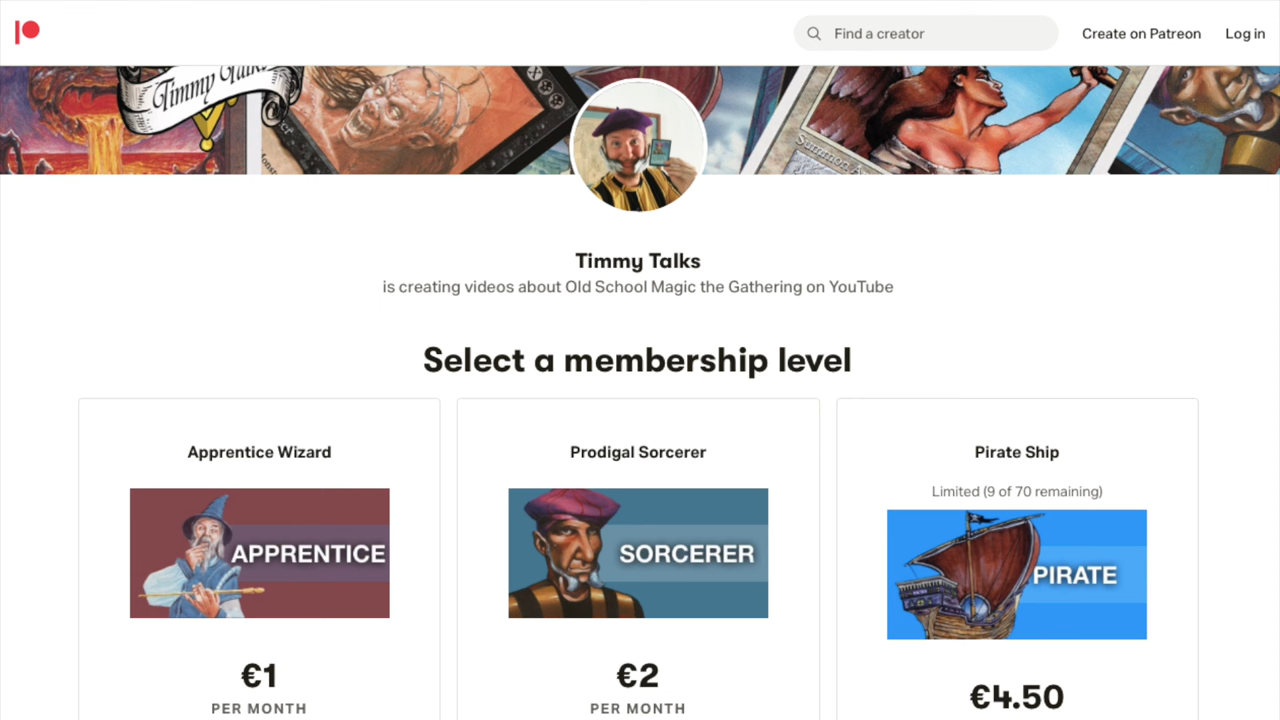 Find a creator
Create on Patreon
Log in
Timmy Talks
Summon A
Timmy Talks
is creating videos about Old School Magic the Gathering on YouTube
Select a membership level
Apprentice Wizard
Prodigal Sorcerer
Pirate Ship
Limited (9 of 70 remaining)
APPRENTICE
SORCERER
PIRATE
€1
PER MONTH
€2
PER MONTH
€4.50